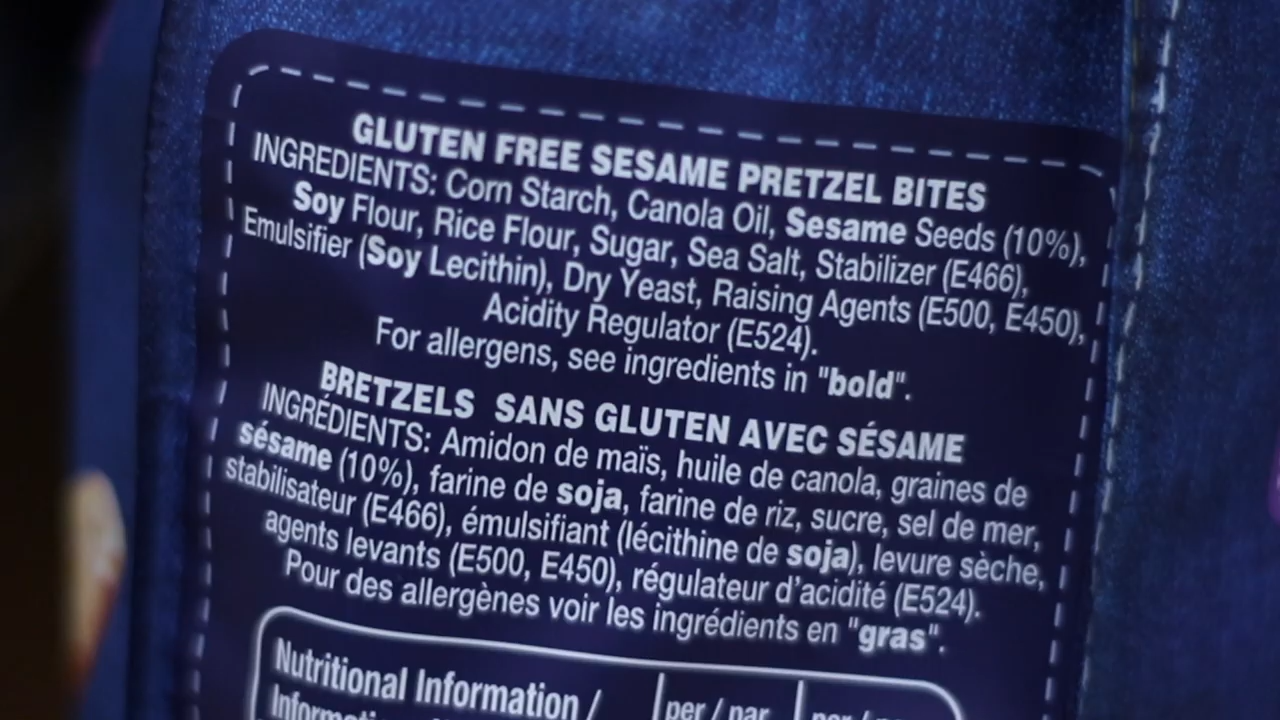 GLUTEN FREE SESAME PRETZEL BITES
INGREDIENTS: Corn Starch, Canola Oil, Sesame Seeds (10%),
Soy Flour, Rice Flour, Sugar, Sea Salt, Stabilizer (E466),
Emulsifier (Soy Lecithin), Dry Yeast, Raising Agents (E500, E450),
Acidity Regulator (E524).
For allergens, see ingredients in "bold".
BRETZELS SANS GLUTEN AVEC SÉSAME
INGRÉDIENTS: Amidon de maïs, huile de canola, graines de
sésame (10%), farine de soja, farine de riz, sucre, sel de mer,
stabilisateur (E466), émulsifiant (lécithine de soja), levure sèche,
agents levants (E500, E450), régulateur d'acidité (E524).
Pour des allergènes voir les ingrédients en "gras".
Nutritional Information /
per / par